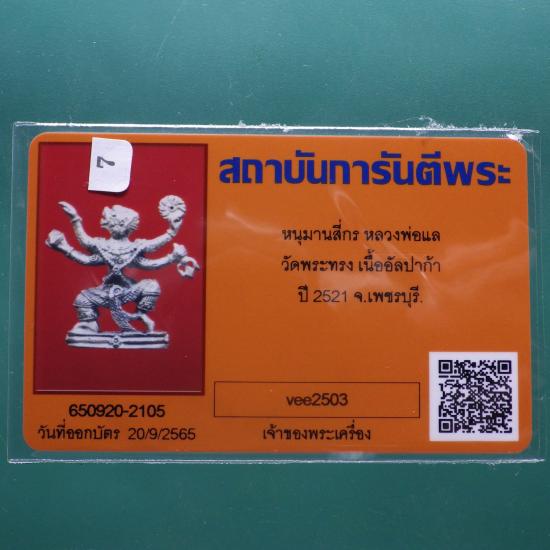 7
สถาบันการันตีพระ
หนุมานสี่กร หลวงพ่อแล
วัดพระทรง เนื้ออัลปาก้า
ปี 2521 จ.เพชรบุรี.
vee2503
650920-2105
วันที่ออกบัตร 20/9/2565
เจ้าของพระเครื่อง